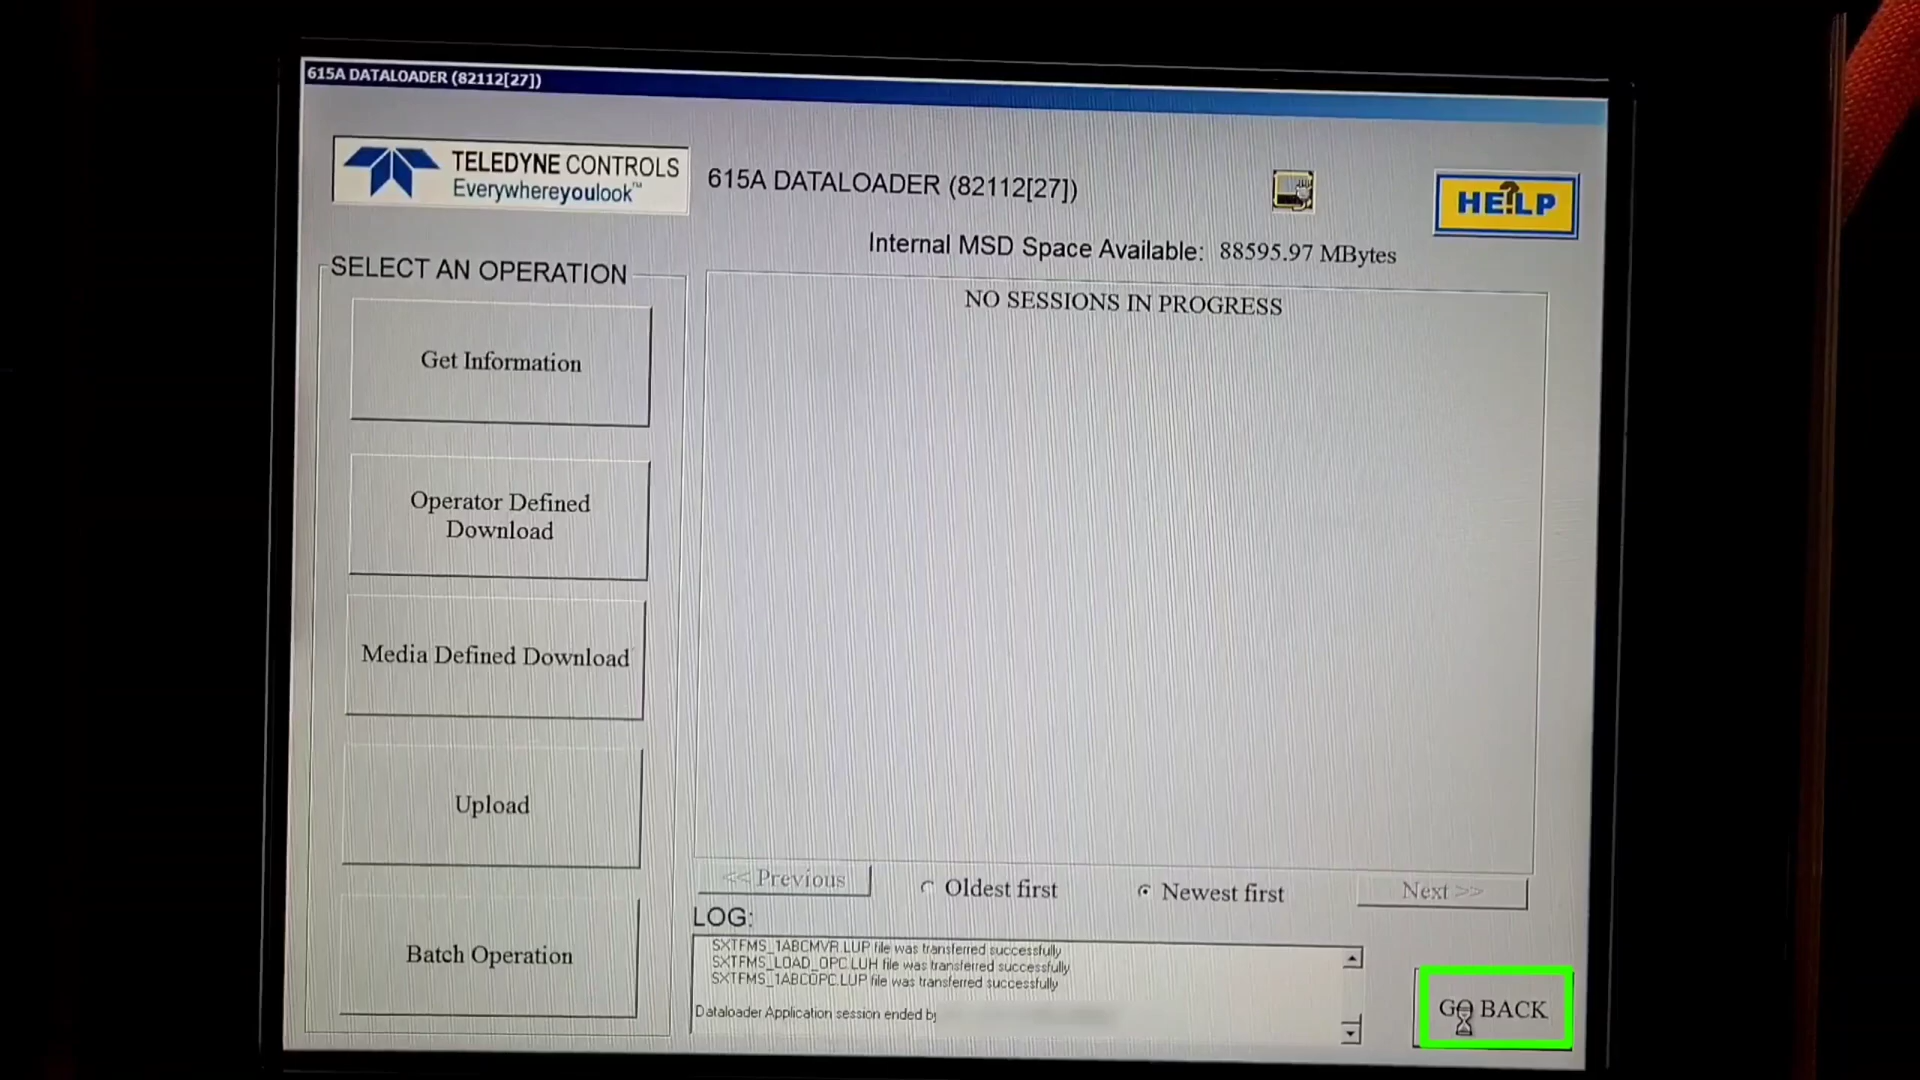 615A DATALOADER (82112[27])
TELEDYNE CONTROLS
Everywhereyoulook™
615A DATALOADER (82112[27])
HELP
?
Internal MSD Space Available: 88595.97 MBytes
SELECT AN OPERATION
NO SESSIONS IN PROGRESS
Get Information
Operator Defined
Download
Media Defined Download
Upload
Batch Operation
<< Previous
Oldest first
Newest first
Next >>
LOG:
SXTFMS_1ABCMVR.LUP file was transferred successfully
SXTFMS_LOAD_OPC.LUH file was transferred successfully
SXTFMS_1ABCOPC.LUP file was transferred successfully
Dataloader Application session ended by
GO BACK